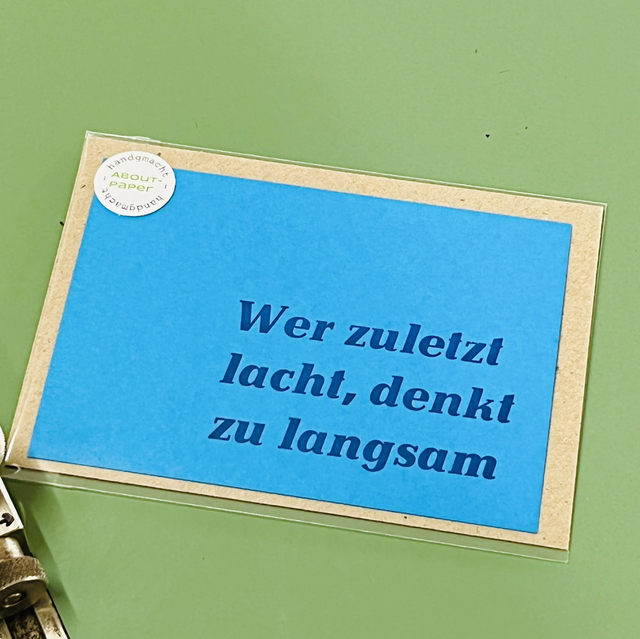 handgmacht
ABOUT-
PAPER
handgmacht
Wer zuletzt
lacht, denkt
zu langsam